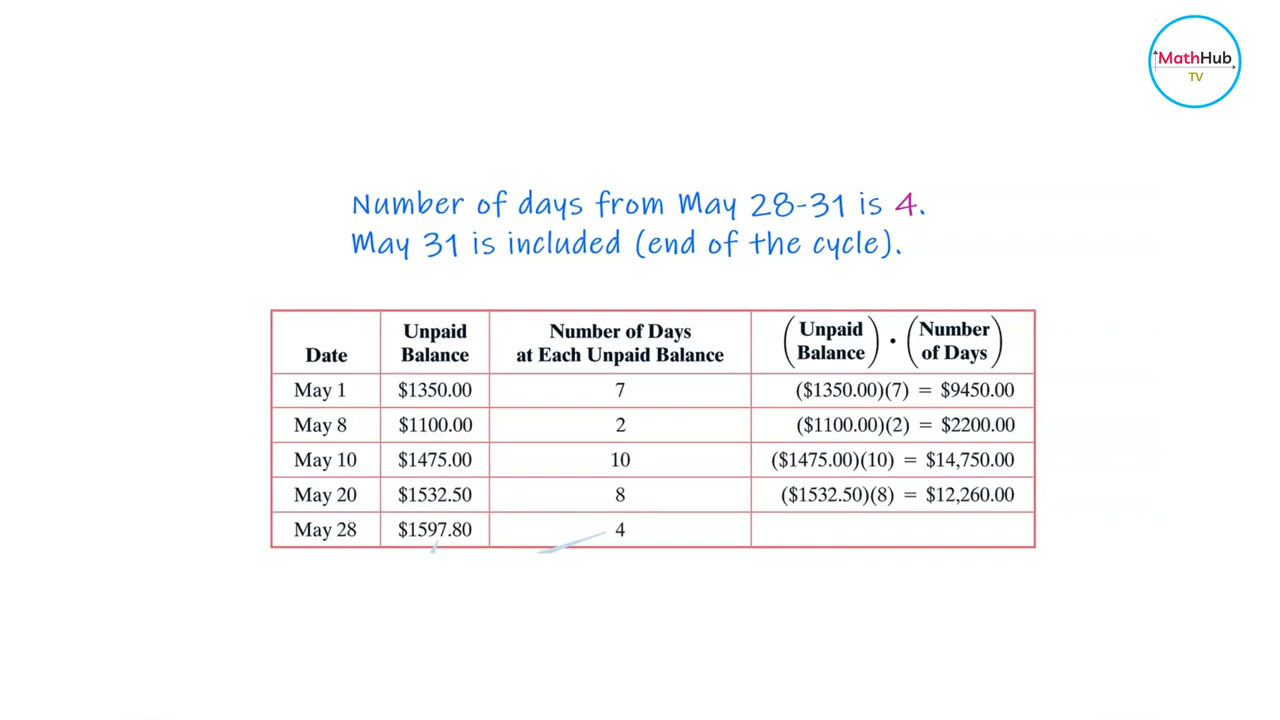 MathHub
TV
Number of days from May 28-31 is 4.
May 31 is included (end of the cycle).
Date
Unpaid
Balance
Number of Days
at Each Unpaid Balance
(Unpaid Balance) · (Number of Days)
May 1 $1350.00 7 ($1350.00)(7) = $9450.00
May 8 $1100.00 2 ($1100.00)(2) = $2200.00
May 10 $1475.00 10 ($1475.00)(10) = $14,750.00
May 20 $1532.50 8 ($1532.50)(8) = $12,260.00
May 28 $1597.80 4